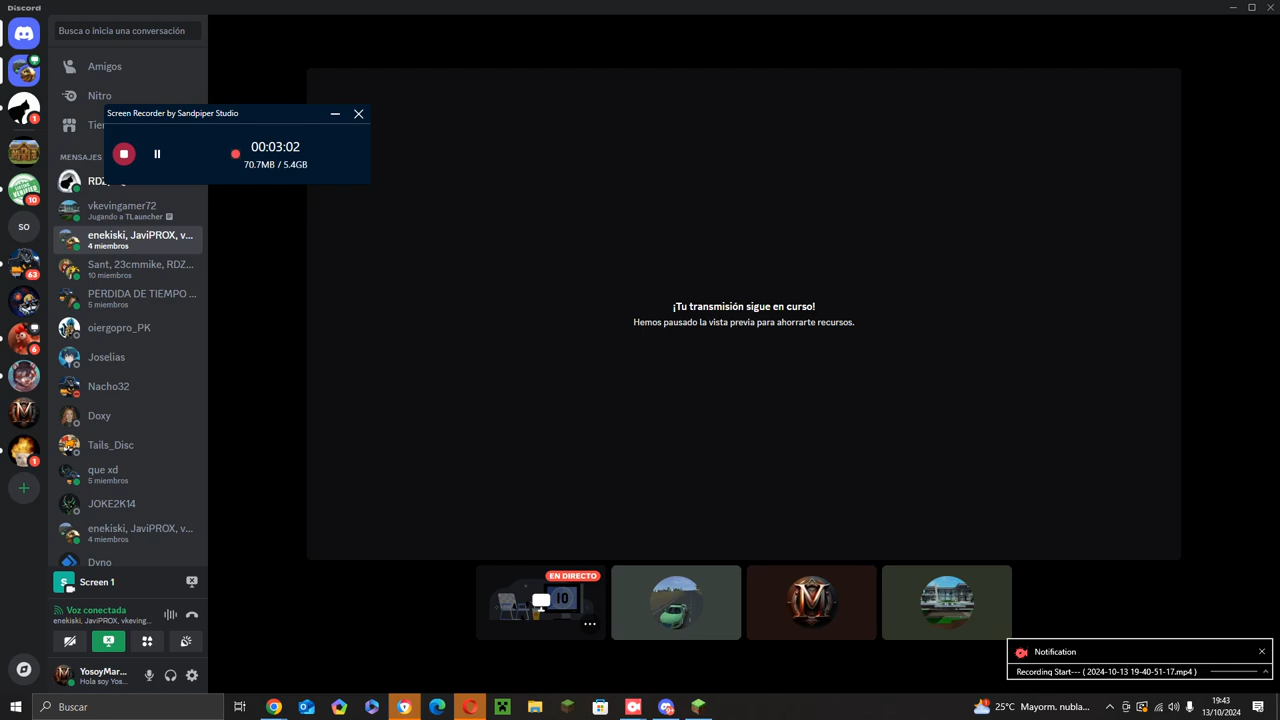 Discord
Busca o inicia una conversación
Amigos
Nitro
Screen Recorder by Sandpiper Studio
00:03:02
70.7MB / 5.4GB
MENSAJES
vkevingamer72
Jugando a TLauncher
enekiski, JaviPROX, v...
4 miembros
Sant, 23cmmike, RDZ...
10 miembros
PERDIDA DE TIEMPO ...
5 miembros
oiergopro_PK
Joselias
Nacho32
Doxy
Tails_Disc
que xd
5 miembros
JOKE2K14
enekiski, JaviPROX, v...
4 miembros
Dyno
1
10
SO
63
6
1
¡Tu transmisión sigue en curso!
Hemos pausado la vista previa para ahorrarte recursos.
EN DIRECTO
S
Screen 1
Voz conectada
enekiski, JaviPROX, vkeving...
YosoyMar...
Hola soy Yos...
Notification
Recording Start--- ( 2024-10-13 19-40-51-17.mp4 )
Buscar
25°C Mayorm. nubla...
19:43
13/10/2024